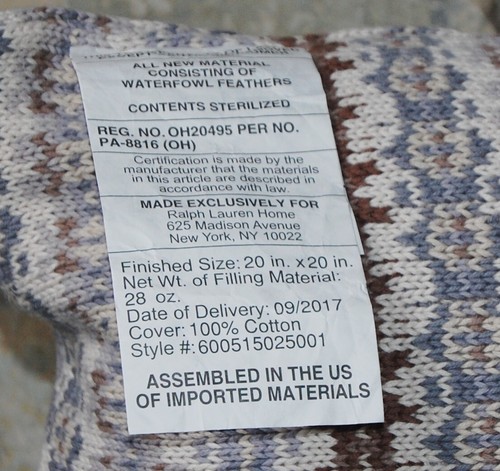 ALL NEW MATERIAL
CONSISTING OF
WATERFOWL FEATHERS
CONTENTS STERILIZED
REG. NO. OH20495 PER NO.
PA-8816 (OH)
Certification is made by the
manufacturer that the materials
in this article are described in
accordance with law.
MADE EXCLUSIVELY FOR
Ralph Lauren Home
625 Madison Avenue
New York, NY 10022
Finished Size: 20 in. x 20 in.
Net Wt. of Filling Material:
28 oz.
Date of Delivery: 09/2017
Cover: 100% Cotton
Style #: 600515025001
ASSEMBLED IN THE US
OF IMPORTED MATERIALS